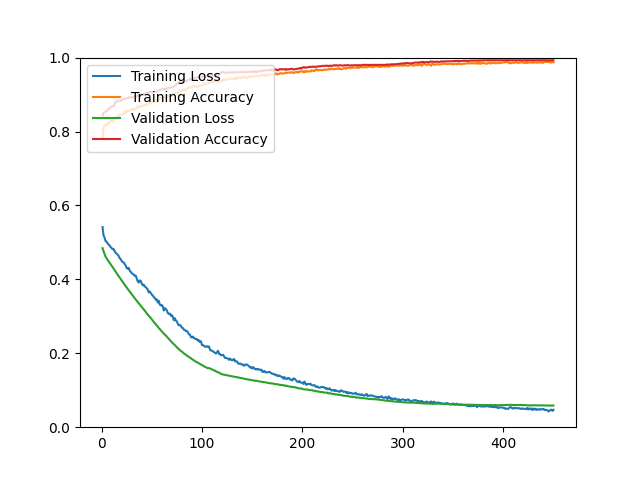 1.0
0.8
0.6
0.4
0.2
0.0
Training Loss
Training Accuracy
Validation Loss
Validation Accuracy
0 100 200 300 400